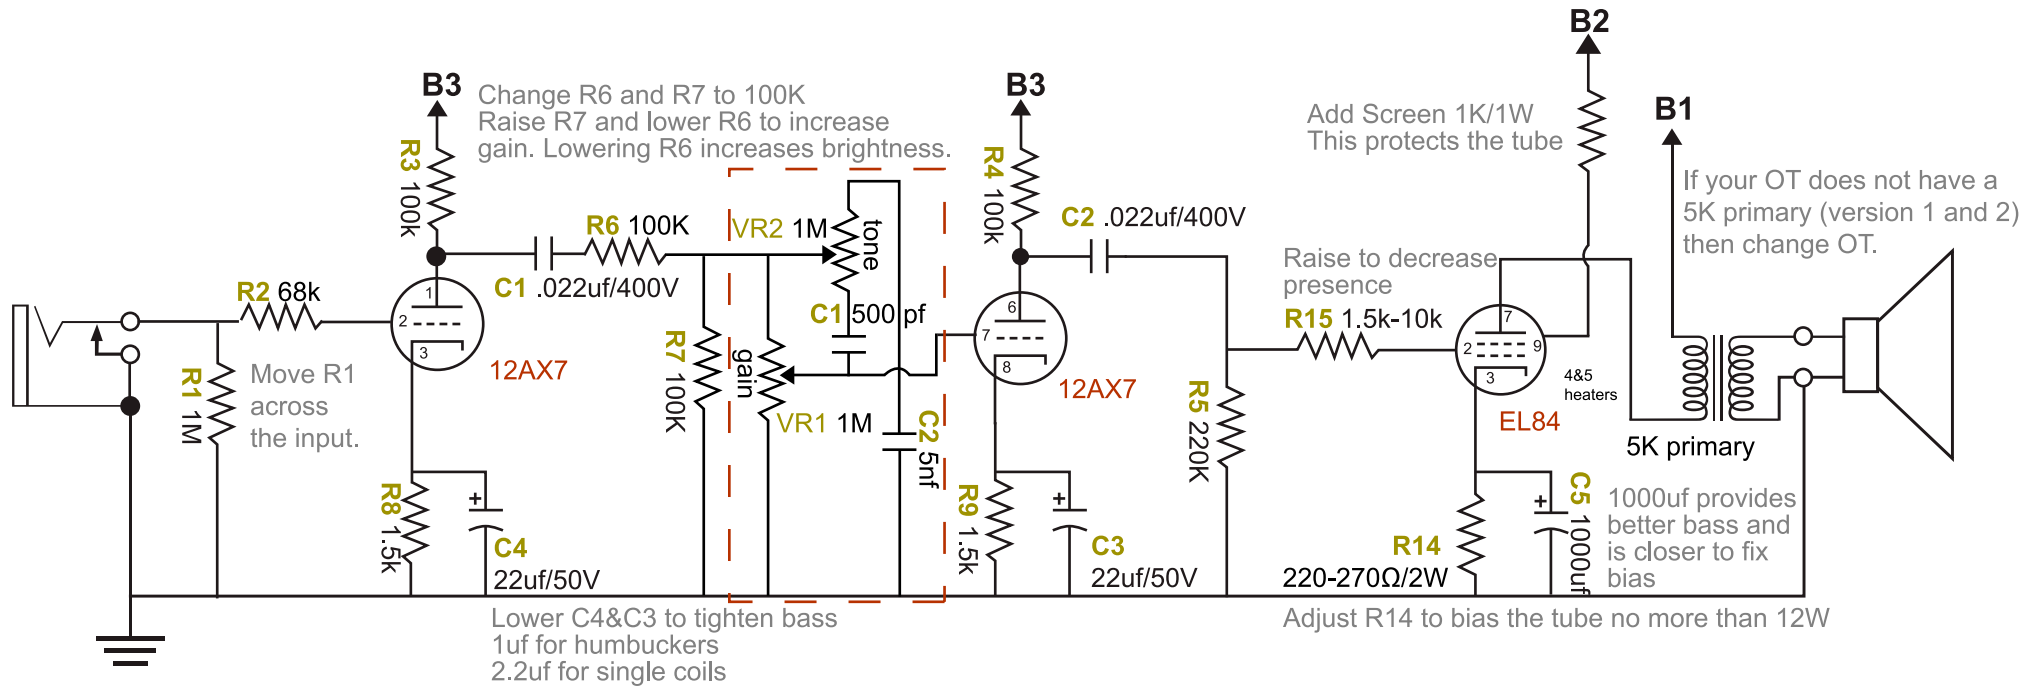 B2
B3
Change R6 and R7 to 100K
Raise R7 and lower R6 to increase
gain. Lowering R6 increases brightness.
B3
Add Screen 1K/1W
This protects the tube
B1
If your OT does not have a
5K primary (version 1 and 2)
then change OT.
R3 100k
R6 100K
VR2 1M
tone
R4 100k
C2 .022uf/400V
Raise to decrease
presence
R2 68k
C1 .022uf/400V
C1 500 pf
R15 1.5k-10k
1
2
3
12AX7
6
7
8
12AX7
7
2
9
3
4&5
heaters
EL84
5K primary
R1 1M
Move R1
across
the input.
R7 100K
gain
VR1 1M
C2 5nf
R5 220K
R8 1.5k
+
C4
22uf/50V
R9 1.5k
+
C3
22uf/50V
R14
220-270Ω/2W
+
C5 1000uf
1000uf provides
better bass and
is closer to fix
bias
Lower C4&C3 to tighten bass
1uf for humbuckers
2.2uf for single coils
Adjust R14 to bias the tube no more than 12W